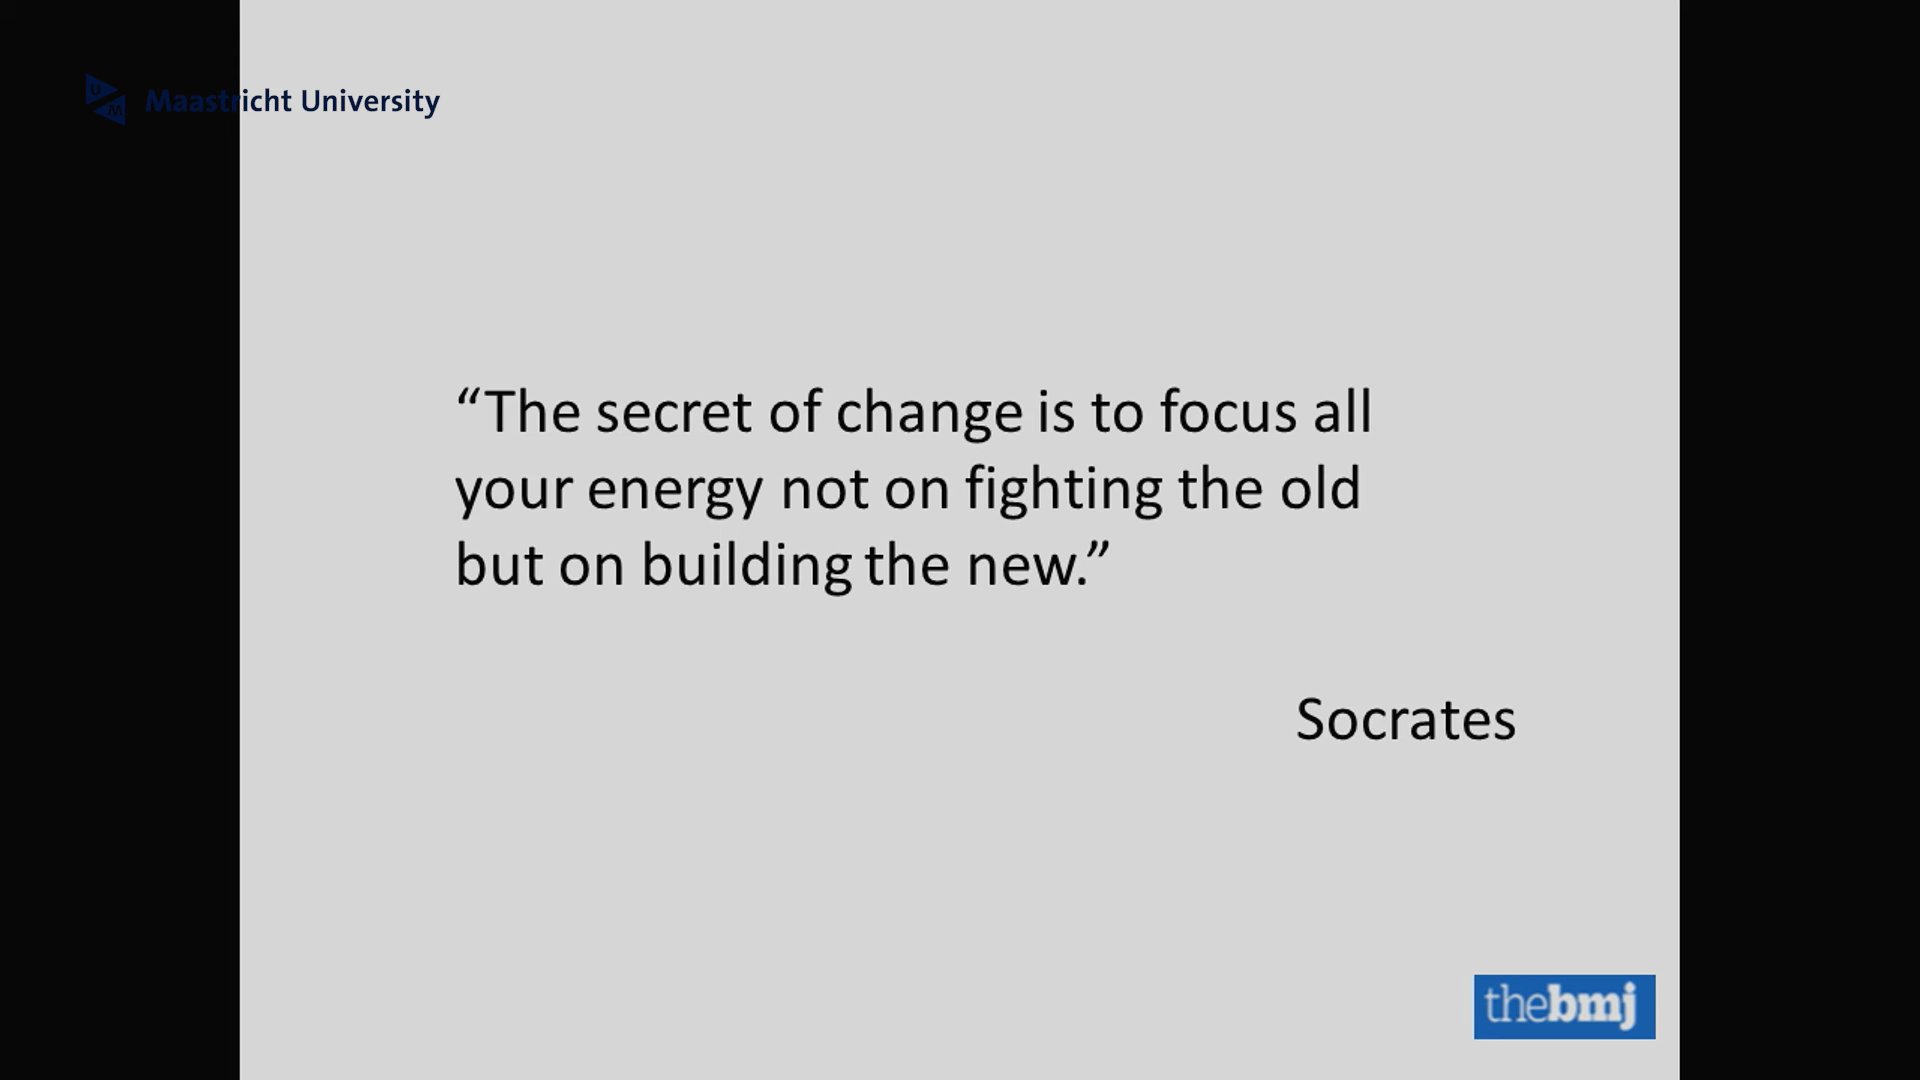 UM
Maastricht University
“The secret of change is to focus all
your energy not on fighting the old
but on building the new.”
Socrates
thebmj